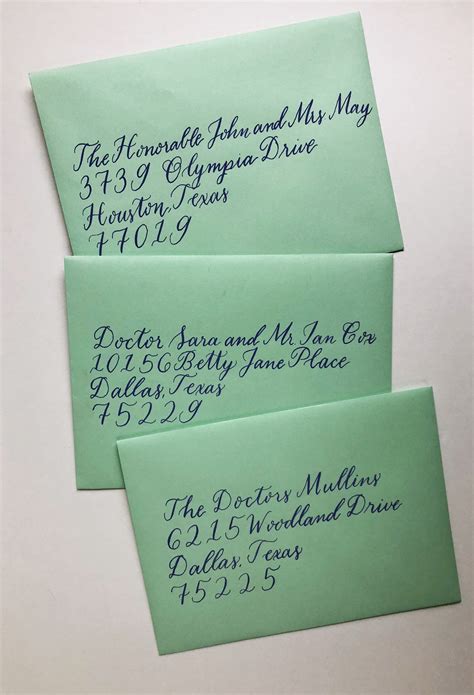 The Honorable John and Mrs May
3739 Olympia Drive
Houston, Texas
77019
Doctor Sara and Mr Ian Cox
10156 Betty Jane Place
Dallas, Texas
75229
The Doctors Mullins
6215 Woodland Drive
Dallas, Texas
75225